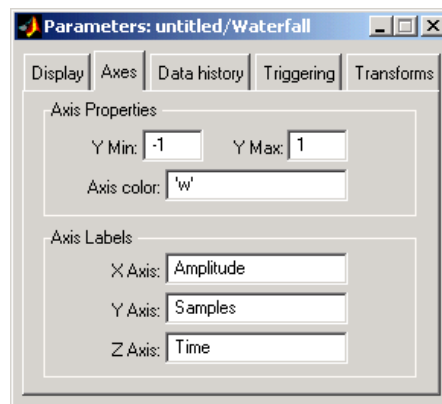 Parameters: untitled/Waterfall
Display Axes Data history Triggering Transforms
Axis Properties
Y Min: -1 Y Max: 1
Axis color: 'w'
Axis Labels
X Axis: Amplitude
Y Axis: Samples
Z Axis: Time